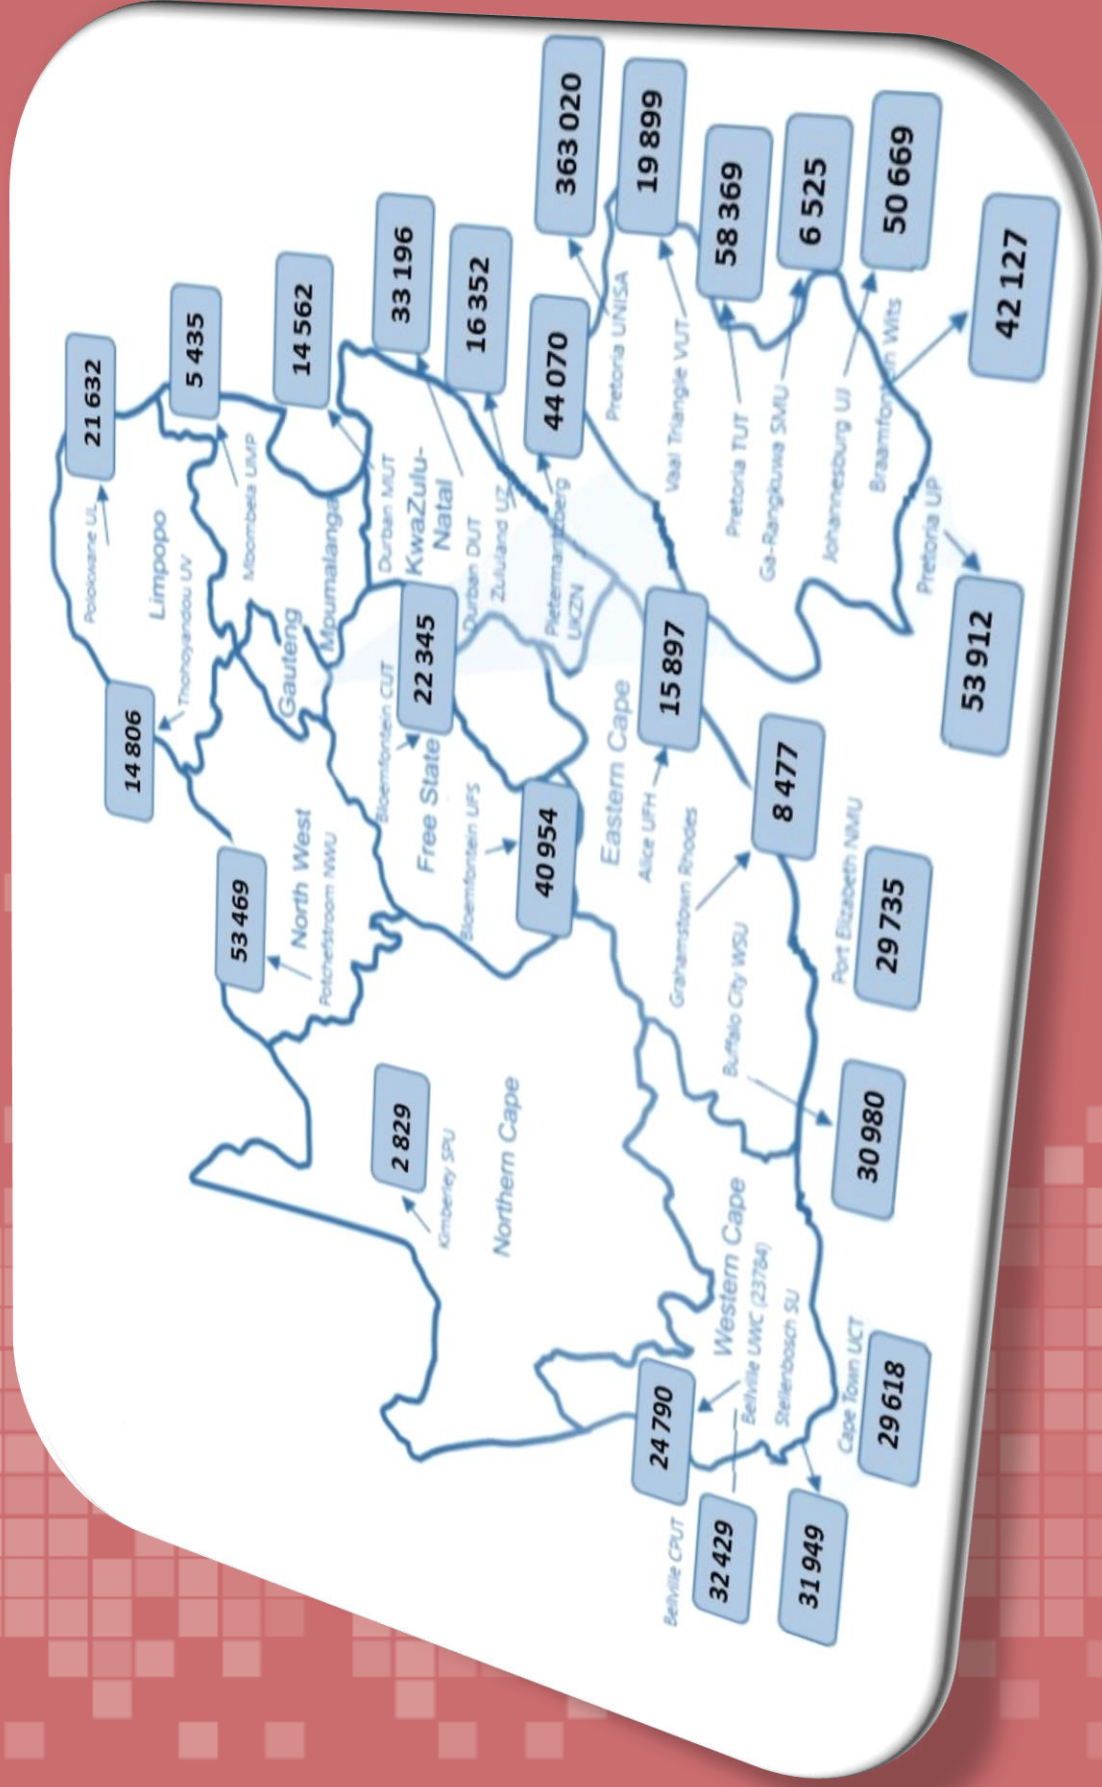 21 632
Polokwane UL
14 806
Limpopo
Thohoyandou UV
5 435
Mbombela UMP
53 469
North West
Potchefstroom NWU
Gauteng
Mpumalanga
14 562
Durban MUT
KwaZulu-
Natal
33 196
Durban DUT
16 352
Zululand UZ
44 070
Pietermaritzberg
UKZN
Bloemfontein CUT
22 345
Free State
Bloemfontein UFS
40 954
2 829
Kimberley SPU
Northern Cape
363 020
Pretoria UNISA
19 899
Vaal Triangle VUT
58 369
Pretoria TUT
6 525
Ga-Rangkuwa SMU
50 669
Johannesburg UJ
42 127
Braamfontein Wits
Pretoria UP
53 912
Eastern Cape
Alice UFH
15 897
Grahamstown Rhodes
8 477
Buffalo City WSU
30 980
Port Elizabeth NMU
29 735
Western Cape
Bellville UWC (23784)
24 790
Stellenbosch SU
Bellville CPUT
32 429
31 949
Cape Town UCT
29 618